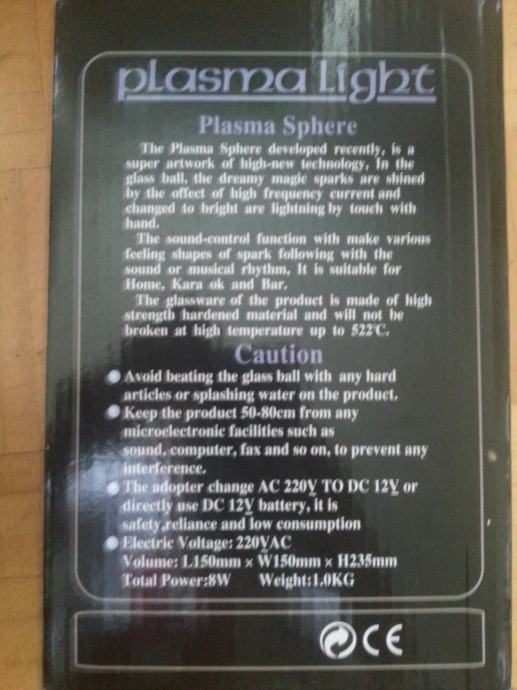 plasma light
Plasma Sphere
The Plasma Sphere developed recently, is a
super artwork of high-new technology, In the
glass ball, the dreamy magic sparks are shined
by the offect of high frequency current and
changed to bright are lightning by touch with
hand.
The sound-control function with make various
feeling shapes of spark following with the
sound or musical rhythm, It is suitable for
Home, Kara ok and Bar.
The glassware of the product is made of high
strength hardened material and will not be
broken at high temperature up to 522℃.
Caution
Avoid beating the glass ball with any hard
articles or splashing water on the product.
Keep the product 50-80cm from any
microelectronic facilities such as
sound, computer, fax and so on, to prevent any
interference.
The adopter change AC 220V TO DC 12V or
directly use DC 12V battery, it is
safety,reliance and low consumption
Electric Voltage: 220VAC
Volume: L150mm × W150mm × H235mm
Total Power:8W Weight:1.0KG
CE